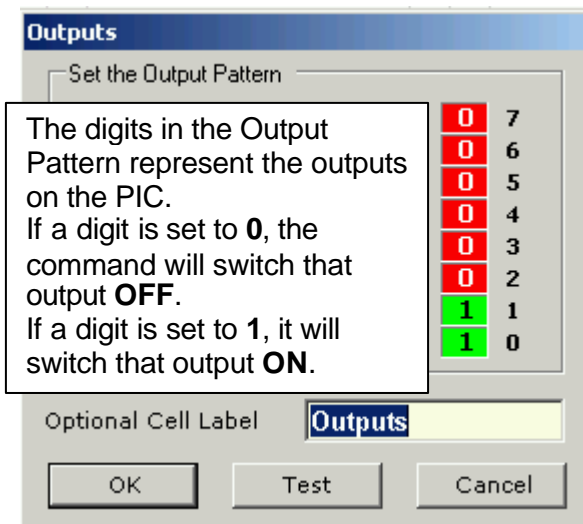 Outputs
Set the Output Pattern
The digits in the Output
Pattern represent the outputs
on the PIC.
If a digit is set to 0, the
command will switch that
output OFF.
If a digit is set to 1, it will
switch that output ON.
0 7
0 6
0 5
0 4
0 3
0 2
1 1
1 0
Optional Cell Label Outputs
OK Test Cancel